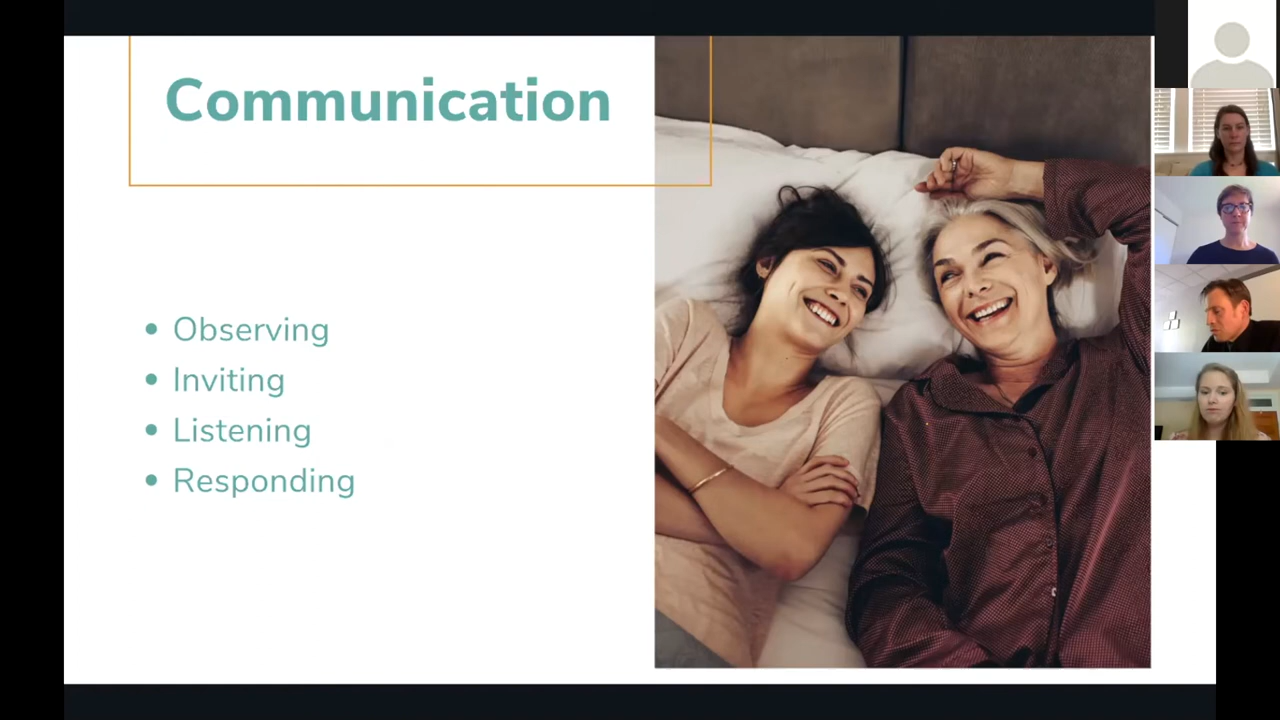 Communication
• Observing
• Inviting
• Listening
• Responding